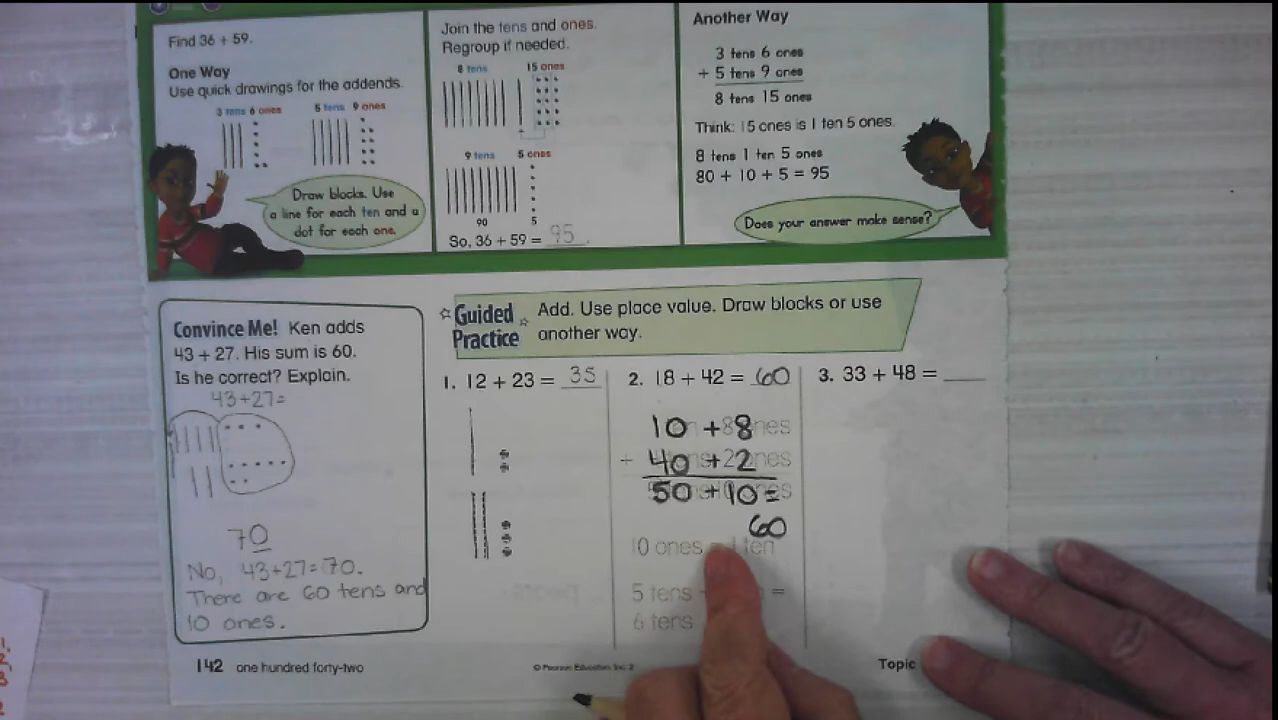 Find 36 + 59.
One Way
Use quick drawings for the addends.
3 tens 6 ones
5 tens 9 ones
Draw blocks. Use
a line for each ten and a
dot for each one.
Join the tens and ones.
Regroup if needed.
8 tens 15 ones
9 tens 5 ones
90 5
So, 36 + 59 = 95.
Another Way
3 tens 6 ones
+ 5 tens 9 ones
8 tens 15 ones
Think: 15 ones is 1 ten 5 ones.
8 tens 1 ten 5 ones
80 + 10 + 5 = 95
Does your answer make sense?
Convince Me! Ken adds
43 + 27. His sum is 60.
Is he correct? Explain.
43+27=
70
No, 43+27=70.
There are 60 tens and
10 ones.
Guided
Practice
Add. Use place value. Draw blocks or use
another way.
1. 12 + 23 = 35
2. 18 + 42 = 60
10 + 8
+ 40 + 2
50 + 10 =
60
10 ones 1 ten
5 tens =
6 tens
3. 33 + 48 =
142 one hundred forty-two
© Pearson Education, Inc. 2
Topic